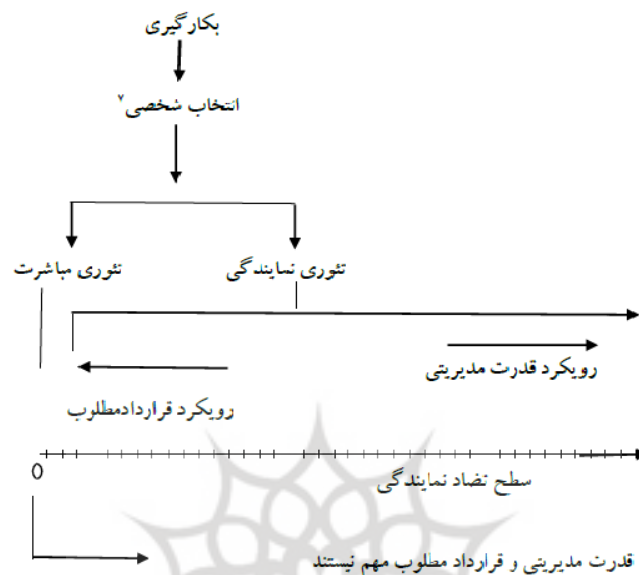 بکارگیری
انتخاب شخصی۷
تئوری نمایندگی
تئوری مباشرت
رویکرد قدرت مدیریتی
رویکرد قراردادمطلوب
0
سطح تضاد نمایندگی
قدرت مدیریتی و قرارداد مطلوب مهم نیستند